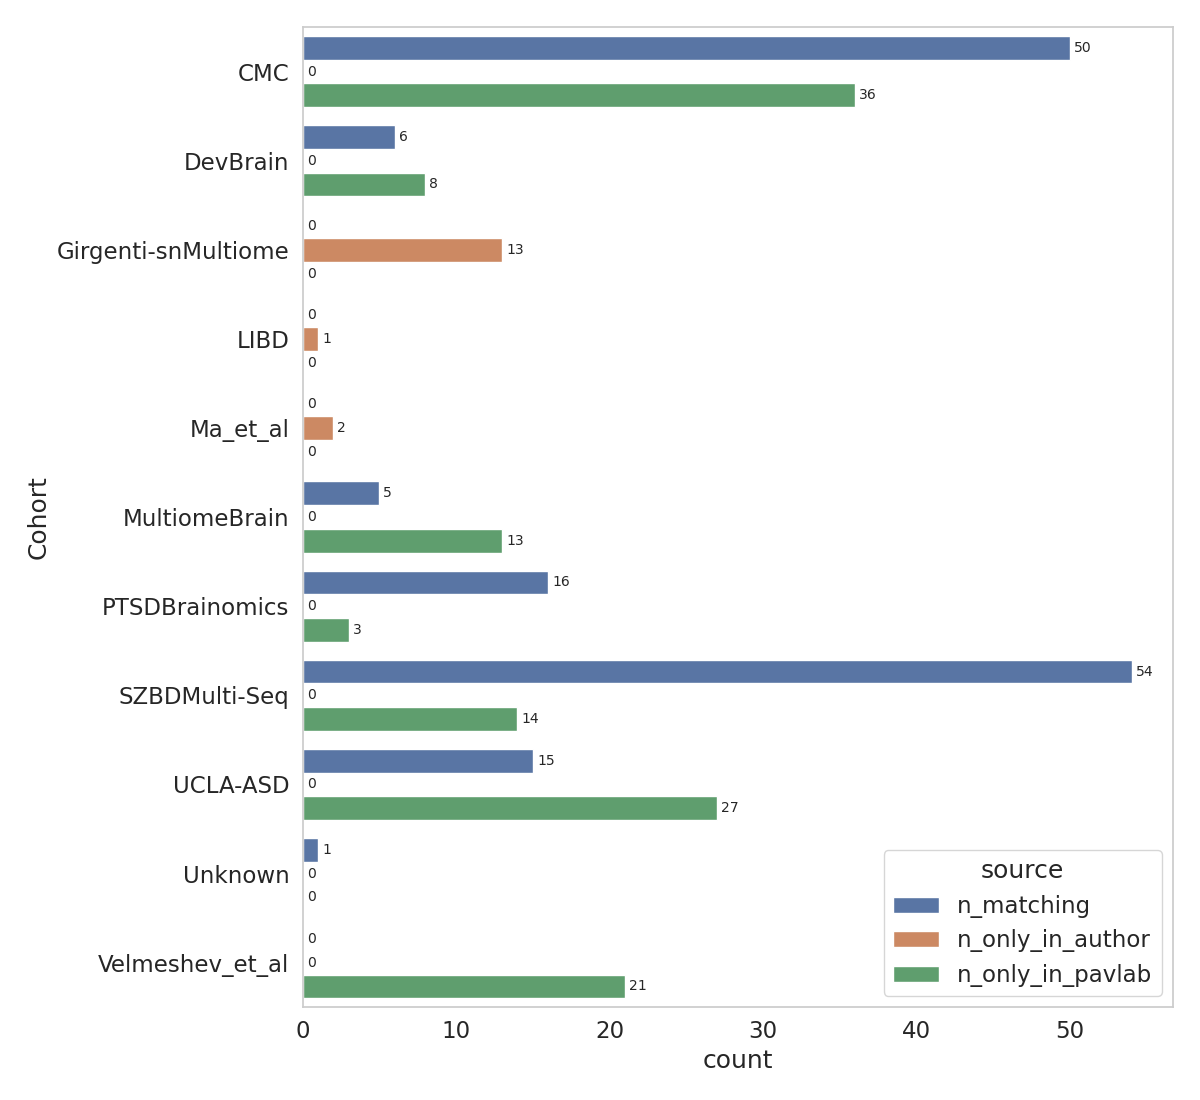 CMC
50
0
36
DevBrain
6
0
8
Girgenti-snMultiome
0
13
0
LIBD
0
1
0
Ma_et_al
0
2
0
MultiomeBrain
5
0
13
PTSDBrainomics
16
0
3
SZBDMulti-Seq
54
0
14
UCLA-ASD
15
0
27
Unknown
1
0
0
Velmeshev_et_al
0
0
21
Cohort
0 10 20 30 40 50
count
source
n_matching
n_only_in_author
n_only_in_pavlab